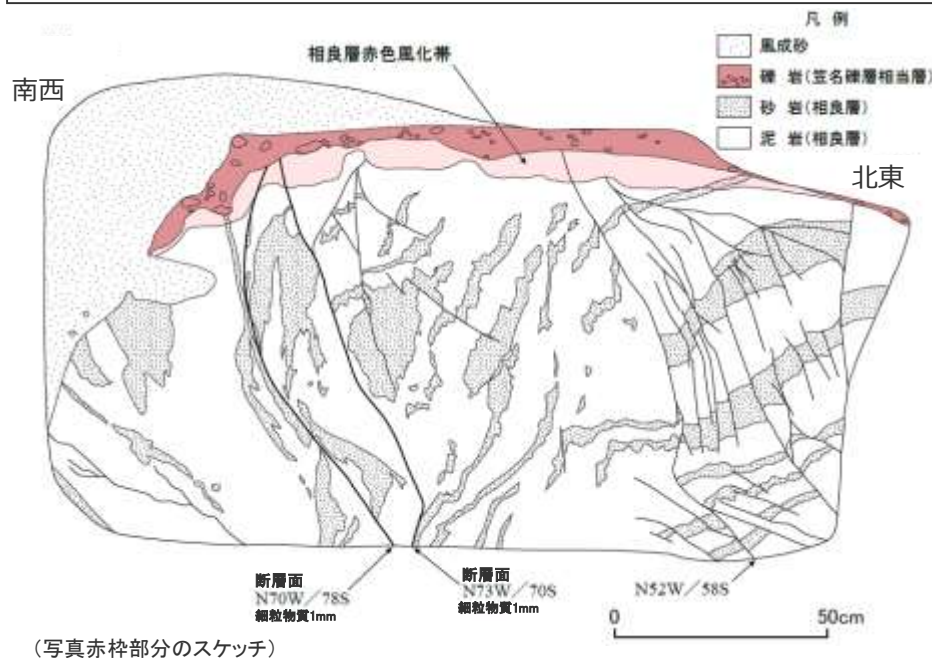 凡 例
風成砂
礫 岩(笠名礫層相当層)
砂 岩(相良層)
泥 岩(相良層)
相良層赤色風化帯
南西
北東
断層面
N70W/78S
細粒物質1mm
断層面
N73W/70S
細粒物質1mm
N52W/58S
0 50cm
(写真赤枠部分のスケッチ)